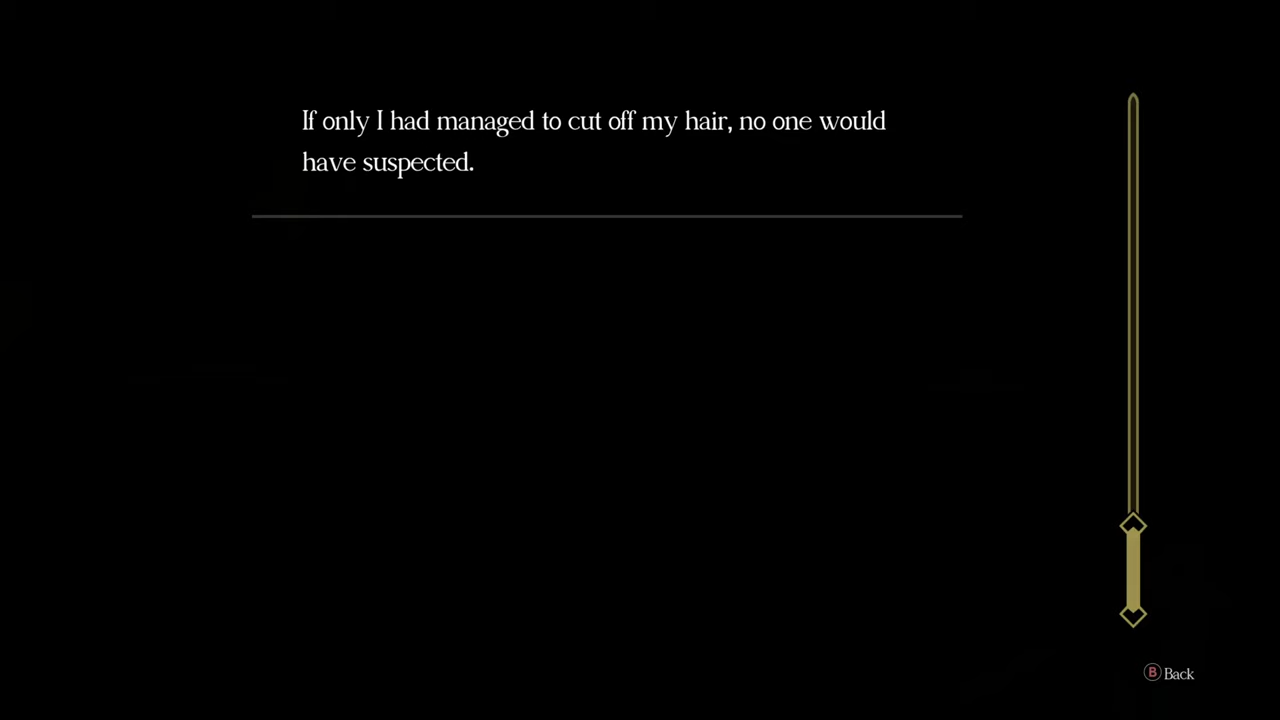 If only I had managed to cut off my hair, no one would
have suspected.
B Back